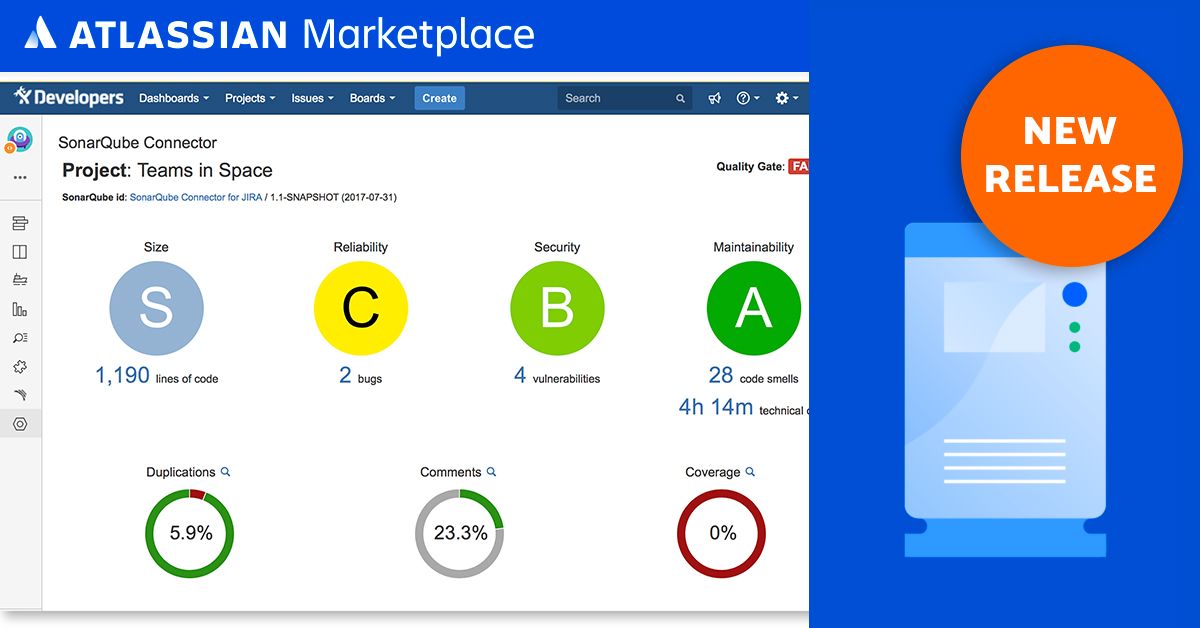 ATLASSIAN Marketplace
NEW
RELEASE
Developers Dashboards Projects Issues Boards Create Search
SonarQube Connector
Project: Teams in Space
Quality Gate: FA
SonarQube id: SonarQube Connector for JIRA / 1.1-SNAPSHOT (2017-07-31)
Size Reliability Security Maintainability
S C B A
1,190 lines of code 2 bugs 4 vulnerabilities 28 code smells
4h 14m technical
Duplications Comments Coverage
5.9% 23.3% 0%